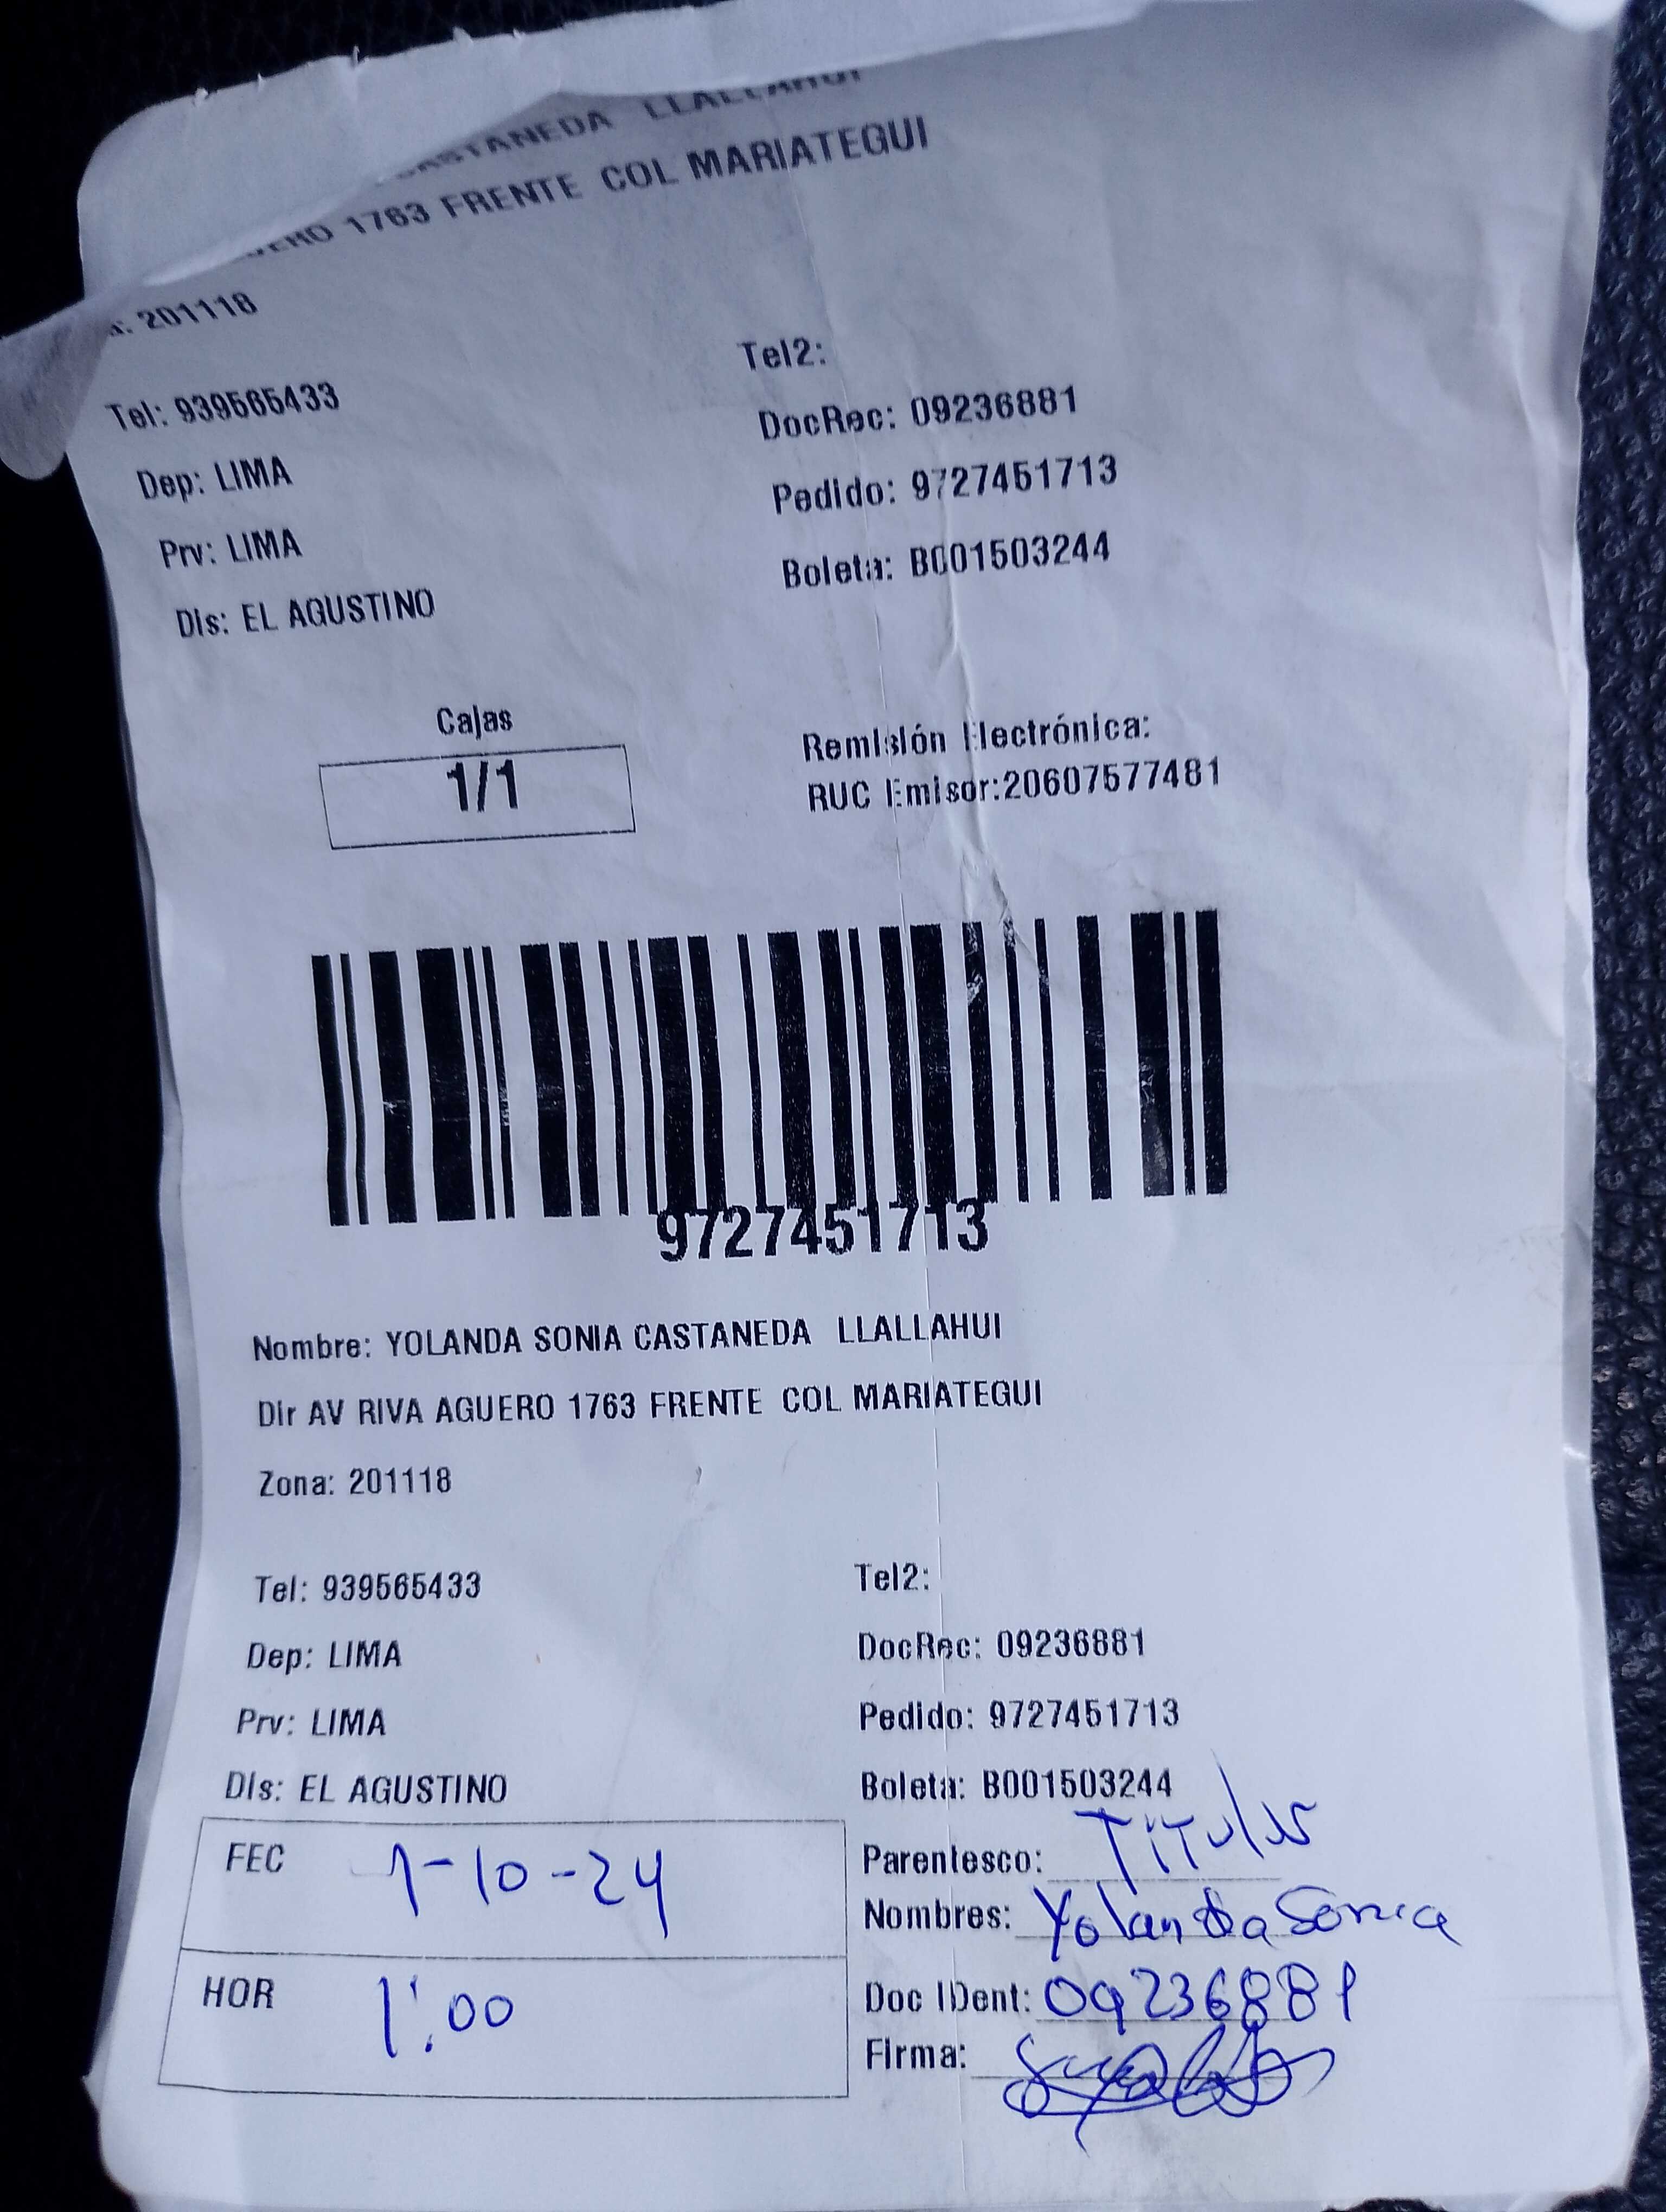 CASTANEDA LLALLAHUI
1763 FRENTE COL MARIATEGUI
201118
Tel: 939565433
Tel2:
Dep: LIMA
DocRec: 09236881
Prv: LIMA
Pedido: 9727451713
Dis: EL AGUSTINO
Boleta: B001503244
Cajas
1/1
Remisión Electrónica:
RUC Emisor:20607577481
9727451713
Nombre: YOLANDA SONIA CASTANEDA LLALLAHUI
Dir AV RIVA AGUERO 1763 FRENTE COL MARIATEGUI
Zona: 201118
Tel: 939565433
Tel2:
Dep: LIMA
DocRec: 09236881
Prv: LIMA
Pedido: 9727451713
Dis: EL AGUSTINO
Boleta: B001503244
FEC 1-10-24
Parentesco: Titular
Nombres: Yolanda Sonia
HOR 1:00
Doc IDent: 09236881
Firma: